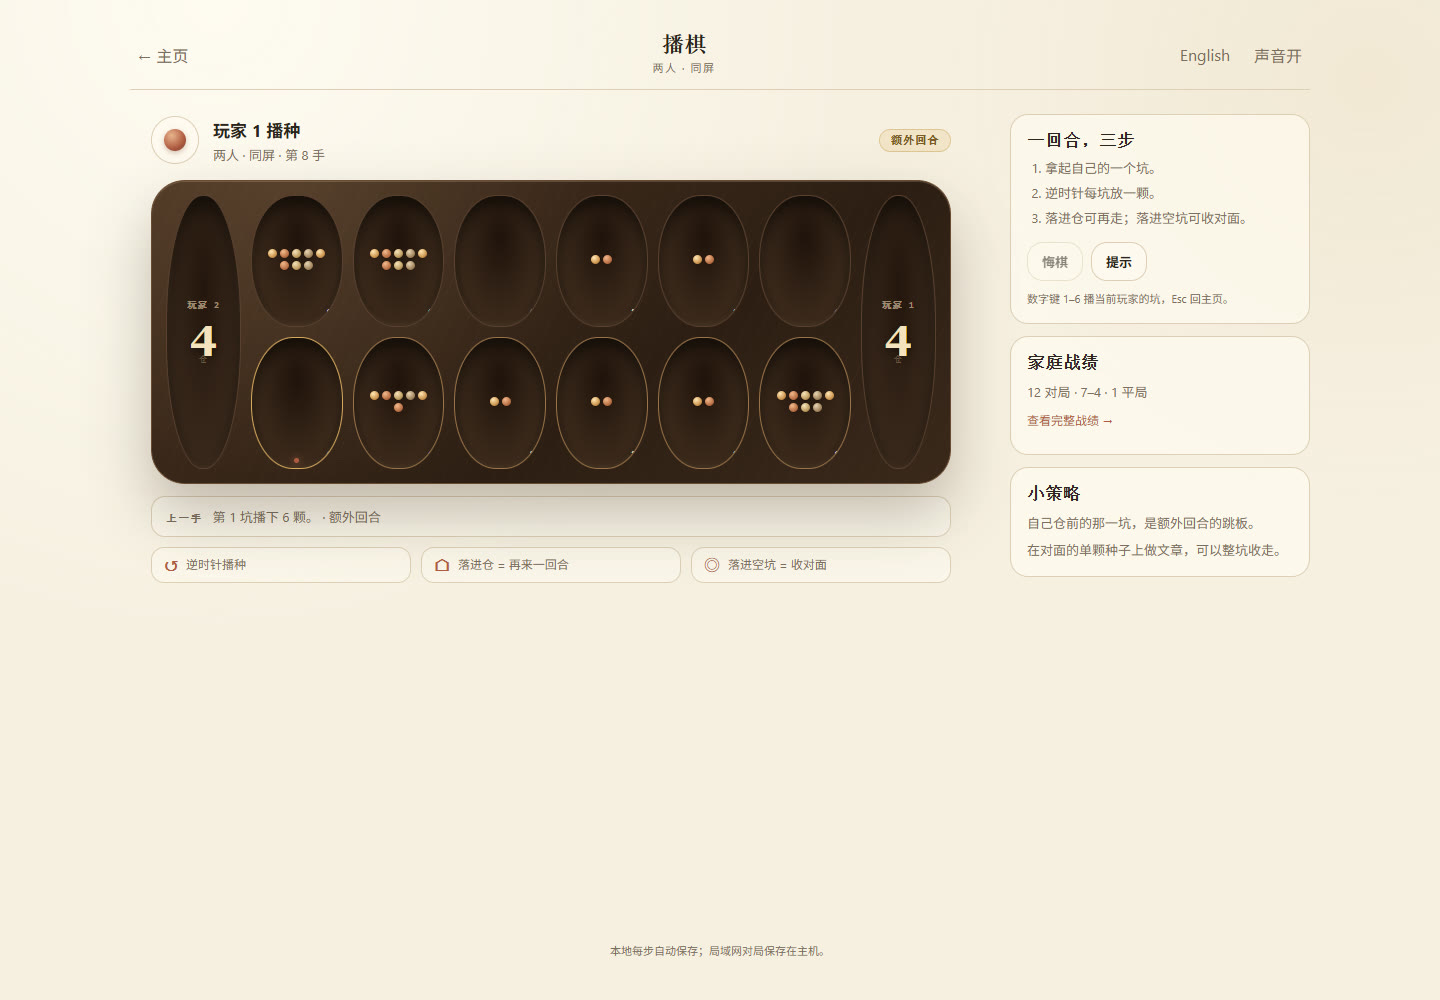 ← 主页
播棋
两人 · 同屏
English 声音开
玩家 1 播种
两人 · 同屏 · 第 8 手
额外回合
玩家 2
4
仓
玩家 1
4
仓
上一手 第 1 坑播下 6 颗。 · 额外回合
逆时针播种
落进仓 = 再来一回合
落进空坑 = 收对面
一回合，三步
1. 拿起自己的一个坑。
2. 逆时针每坑放一颗。
3. 落进仓可再走；落进空坑可收对面。
悔棋 提示
数字键 1–6 播当前玩家的坑，Esc 回主页。
家庭战绩
12 对局 · 7–4 · 1 平局
查看完整战绩 →
小策略
自己仓前的那一坑，是额外回合的跳板。
在对面的单颗种子上做文章，可以整坑收走。
本地每步自动保存；局域网对局保存在主机。